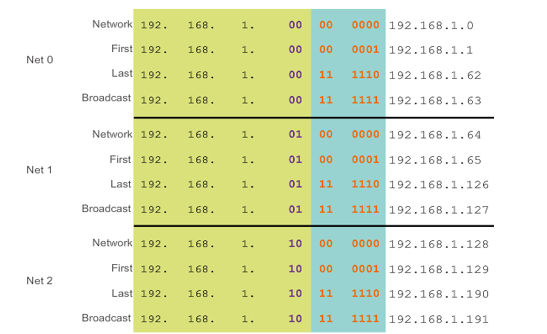 Network 192. 168. 1. 00 00 0000 192.168.1.0
First 192. 168. 1. 00 00 0001 192.168.1.1
Net 0
Last 192. 168. 1. 00 11 1110 192.168.1.62
Broadcast 192. 168. 1. 00 11 1111 192.168.1.63
Network 192. 168. 1. 01 00 0000 192.168.1.64
First 192. 168. 1. 01 00 0001 192.168.1.65
Net 1
Last 192. 168. 1. 01 11 1110 192.168.1.126
Broadcast 192. 168. 1. 01 11 1111 192.168.1.127
Network 192. 168. 1. 10 00 0000 192.168.1.128
First 192. 168. 1. 10 00 0001 192.168.1.129
Net 2
Last 192. 168. 1. 10 11 1110 192.168.1.190
Broadcast 192. 168. 1. 10 11 1111 192.168.1.191